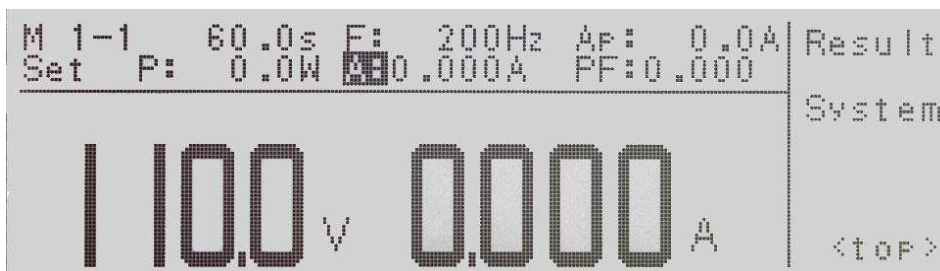 M 1-1 60.0s F: 200Hz Ap: 0.0A
Set P: 0.0W A:0.000A PF:0.000
110.0 V 0.000 A
Result
System
<top>